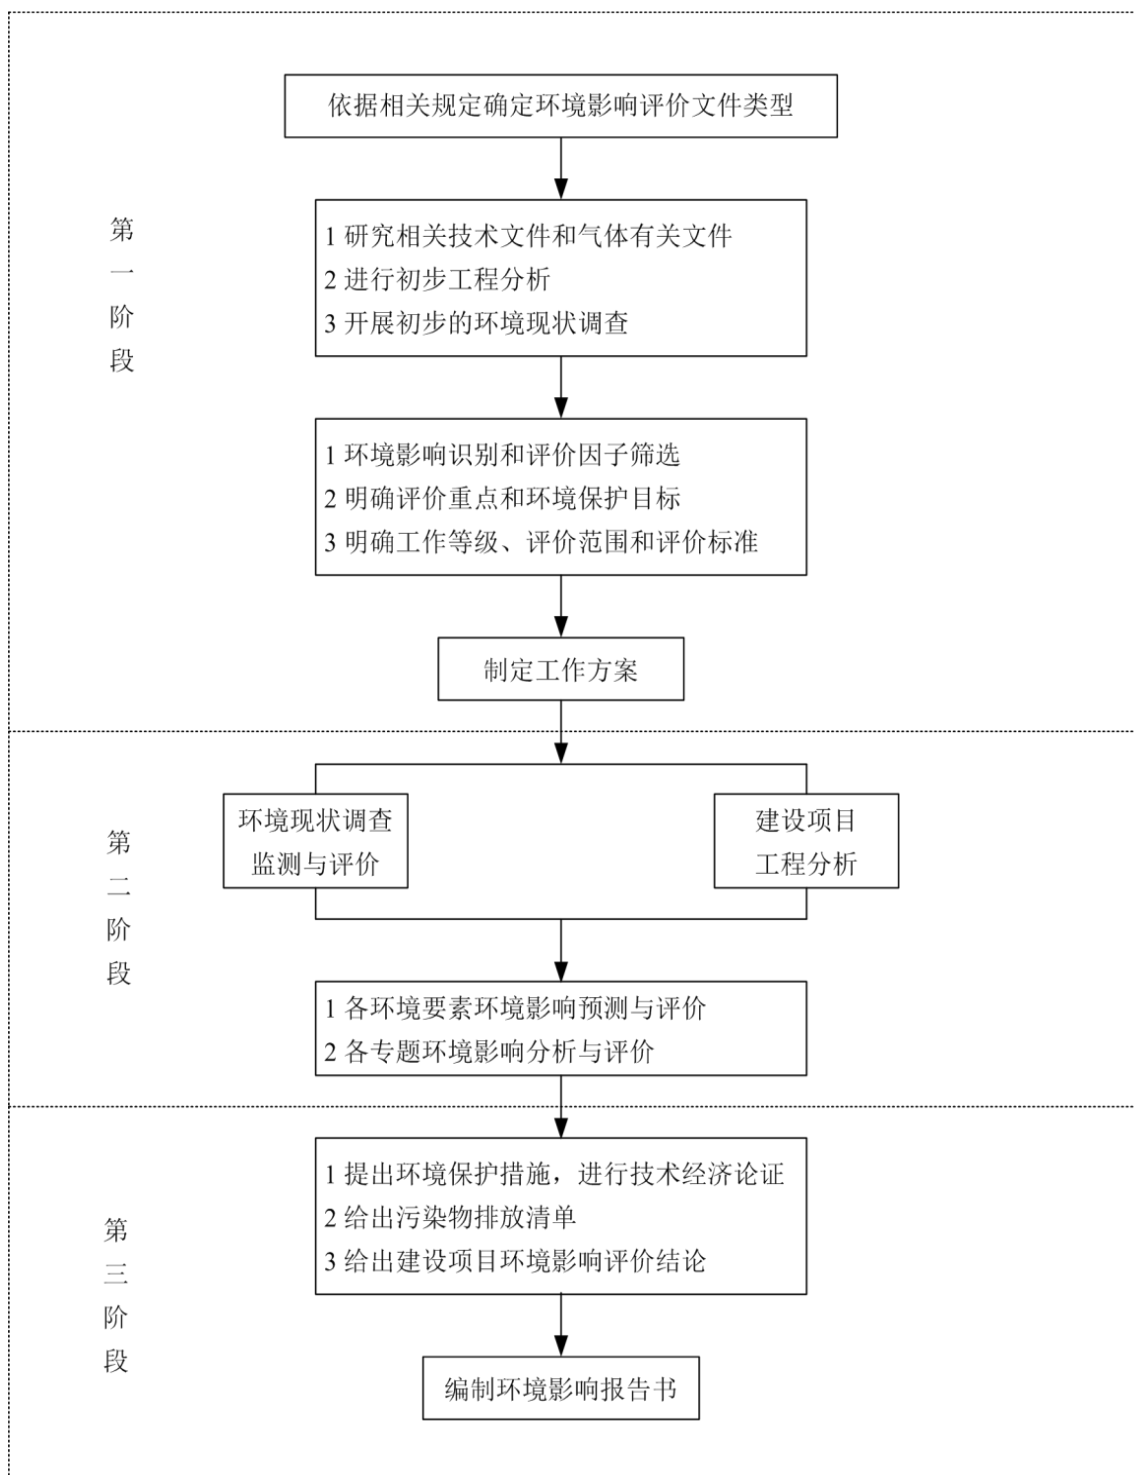 依据相关规定确定环境影响评价文件类型
第一阶段
1 研究相关技术文件和气体有关文件
2 进行初步工程分析
3 开展初步的环境现状调查
1 环境影响识别和评价因子筛选
2 明确评价重点和环境保护目标
3 明确工作等级、评价范围和评价标准
制定工作方案
第二阶段
环境现状调查
监测与评价
建设项目
工程分析
1 各环境要素环境影响预测与评价
2 各专题环境影响分析与评价
第三阶段
1 提出环境保护措施，进行技术经济论证
2 给出污染物排放清单
3 给出建设项目环境影响评价结论
编制环境影响报告书